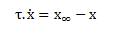 τ.ẋ = x∞ − x